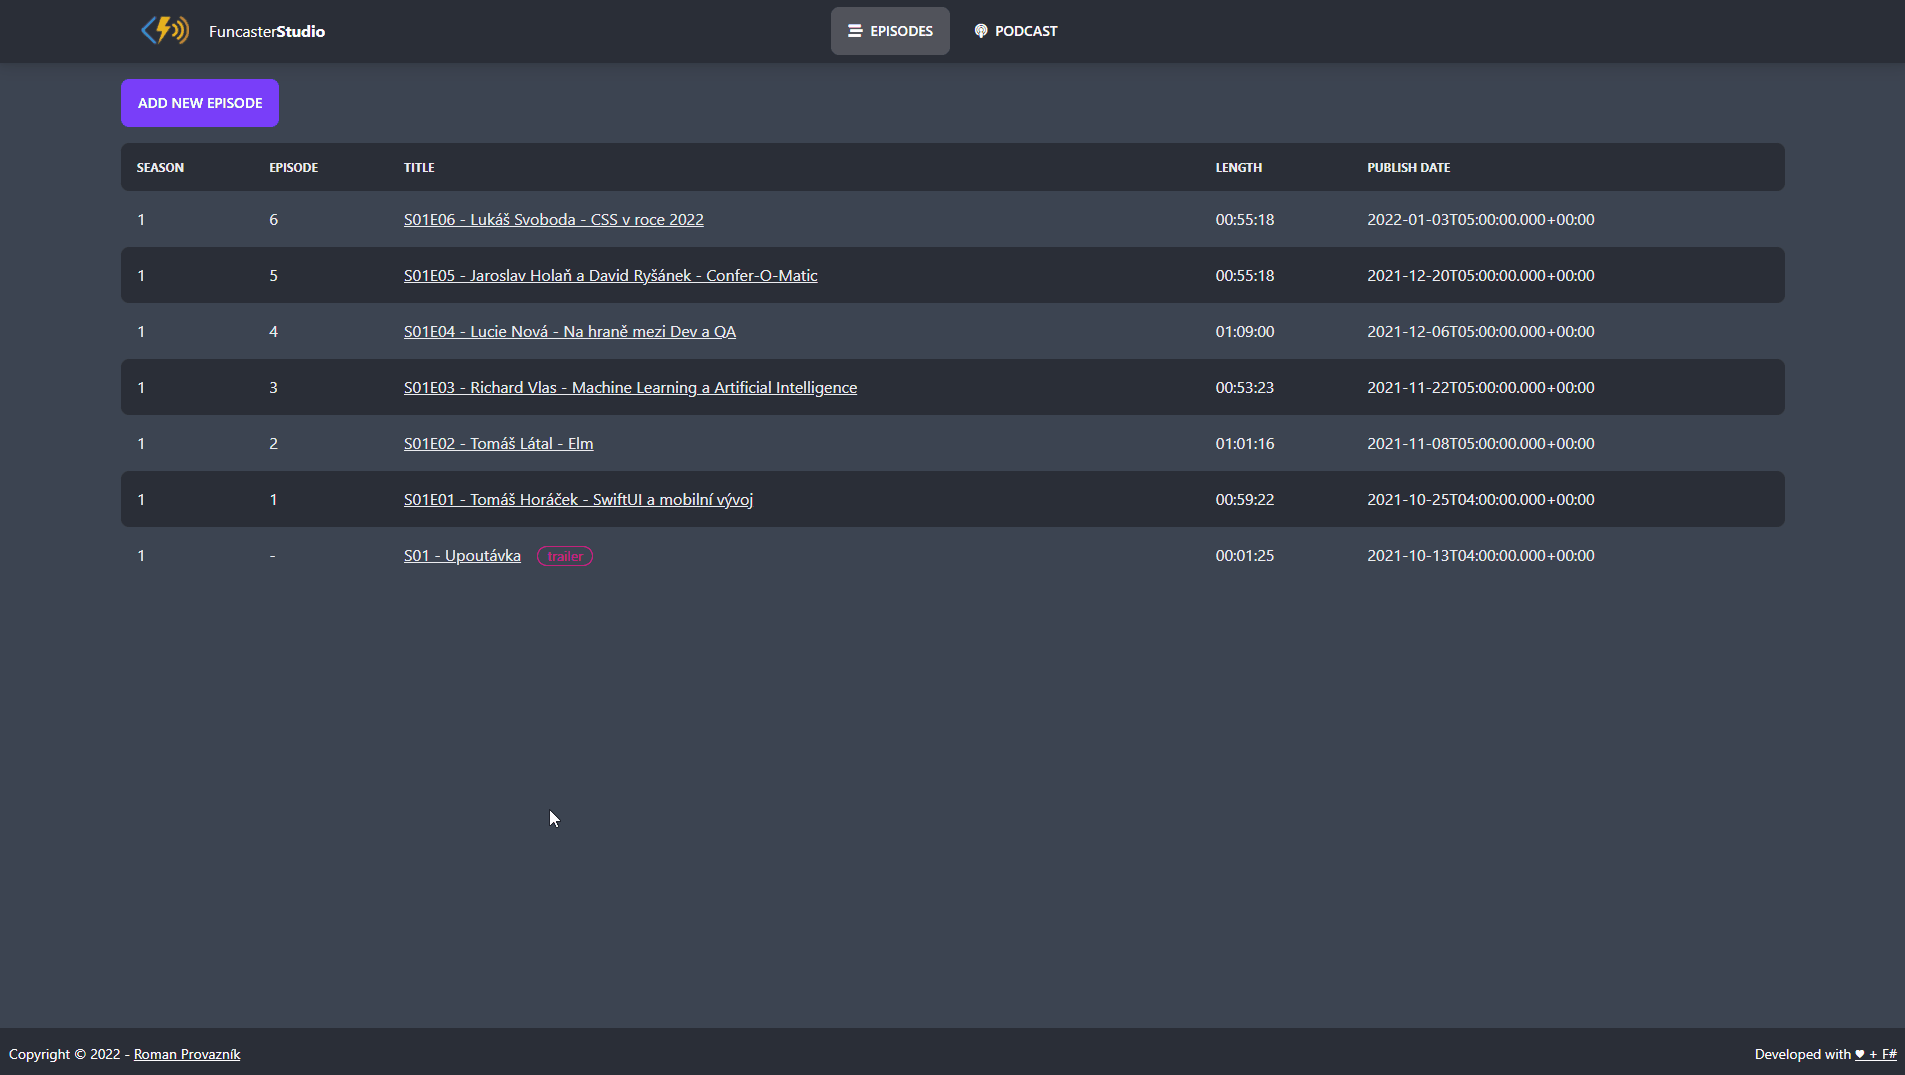 FuncasterStudio
EPISODES
PODCAST
ADD NEW EPISODE
SEASON EPISODE TITLE LENGTH PUBLISH DATE
1 6 S01E06 - Lukáš Svoboda - CSS v roce 2022 00:55:18 2022-01-03T05:00:00.000+00:00
1 5 S01E05 - Jaroslav Holaň a David Ryšánek - Confer-O-Matic 00:55:18 2021-12-20T05:00:00.000+00:00
1 4 S01E04 - Lucie Nová - Na hraně mezi Dev a QA 01:09:00 2021-12-06T05:00:00.000+00:00
1 3 S01E03 - Richard Vlas - Machine Learning a Artificial Intelligence 00:53:23 2021-11-22T05:00:00.000+00:00
1 2 S01E02 - Tomáš Látal - Elm 01:01:16 2021-11-08T05:00:00.000+00:00
1 1 S01E01 - Tomáš Horáček - SwiftUI a mobilní vývoj 00:59:22 2021-10-25T04:00:00.000+00:00
1 - S01 - Upoutávka trailer 00:01:25 2021-10-13T04:00:00.000+00:00
Copyright © 2022 - Roman Provazník
Developed with ♥ + F#